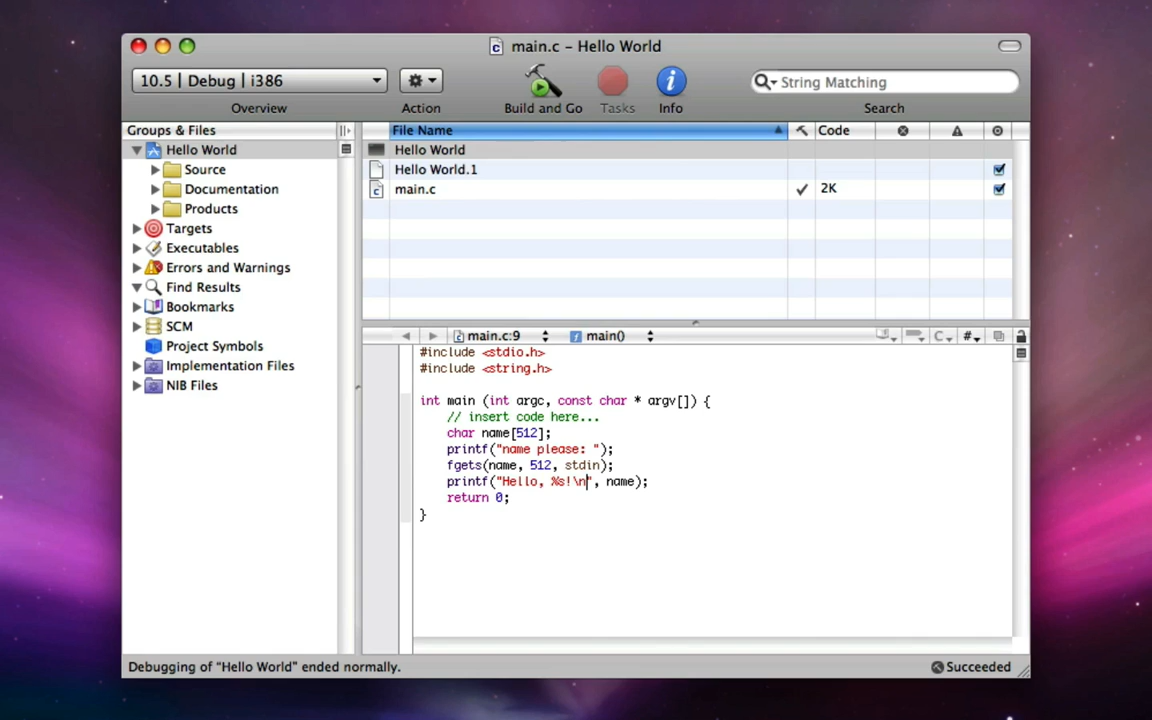 main.c – Hello World
10.5 | Debug | i386
String Matching
Overview
Action
Build and Go
Tasks
Info
Search
Groups & Files
Hello World
Source
Documentation
Products
Targets
Executables
Errors and Warnings
Find Results
Bookmarks
SCM
Project Symbols
Implementation Files
NIB Files
File Name
Code
Hello World
Hello World.1
main.c
2K
main.c:9
main()
C
#
#include <stdio.h>
#include <string.h>
int main (int argc, const char * argv[]) {
// insert code here...
char name[512];
printf("name please: ");
fgets(name, 512, stdin);
printf("Hello, %s!\n", name);
return 0;
}
Debugging of "Hello World" ended normally.
Succeeded